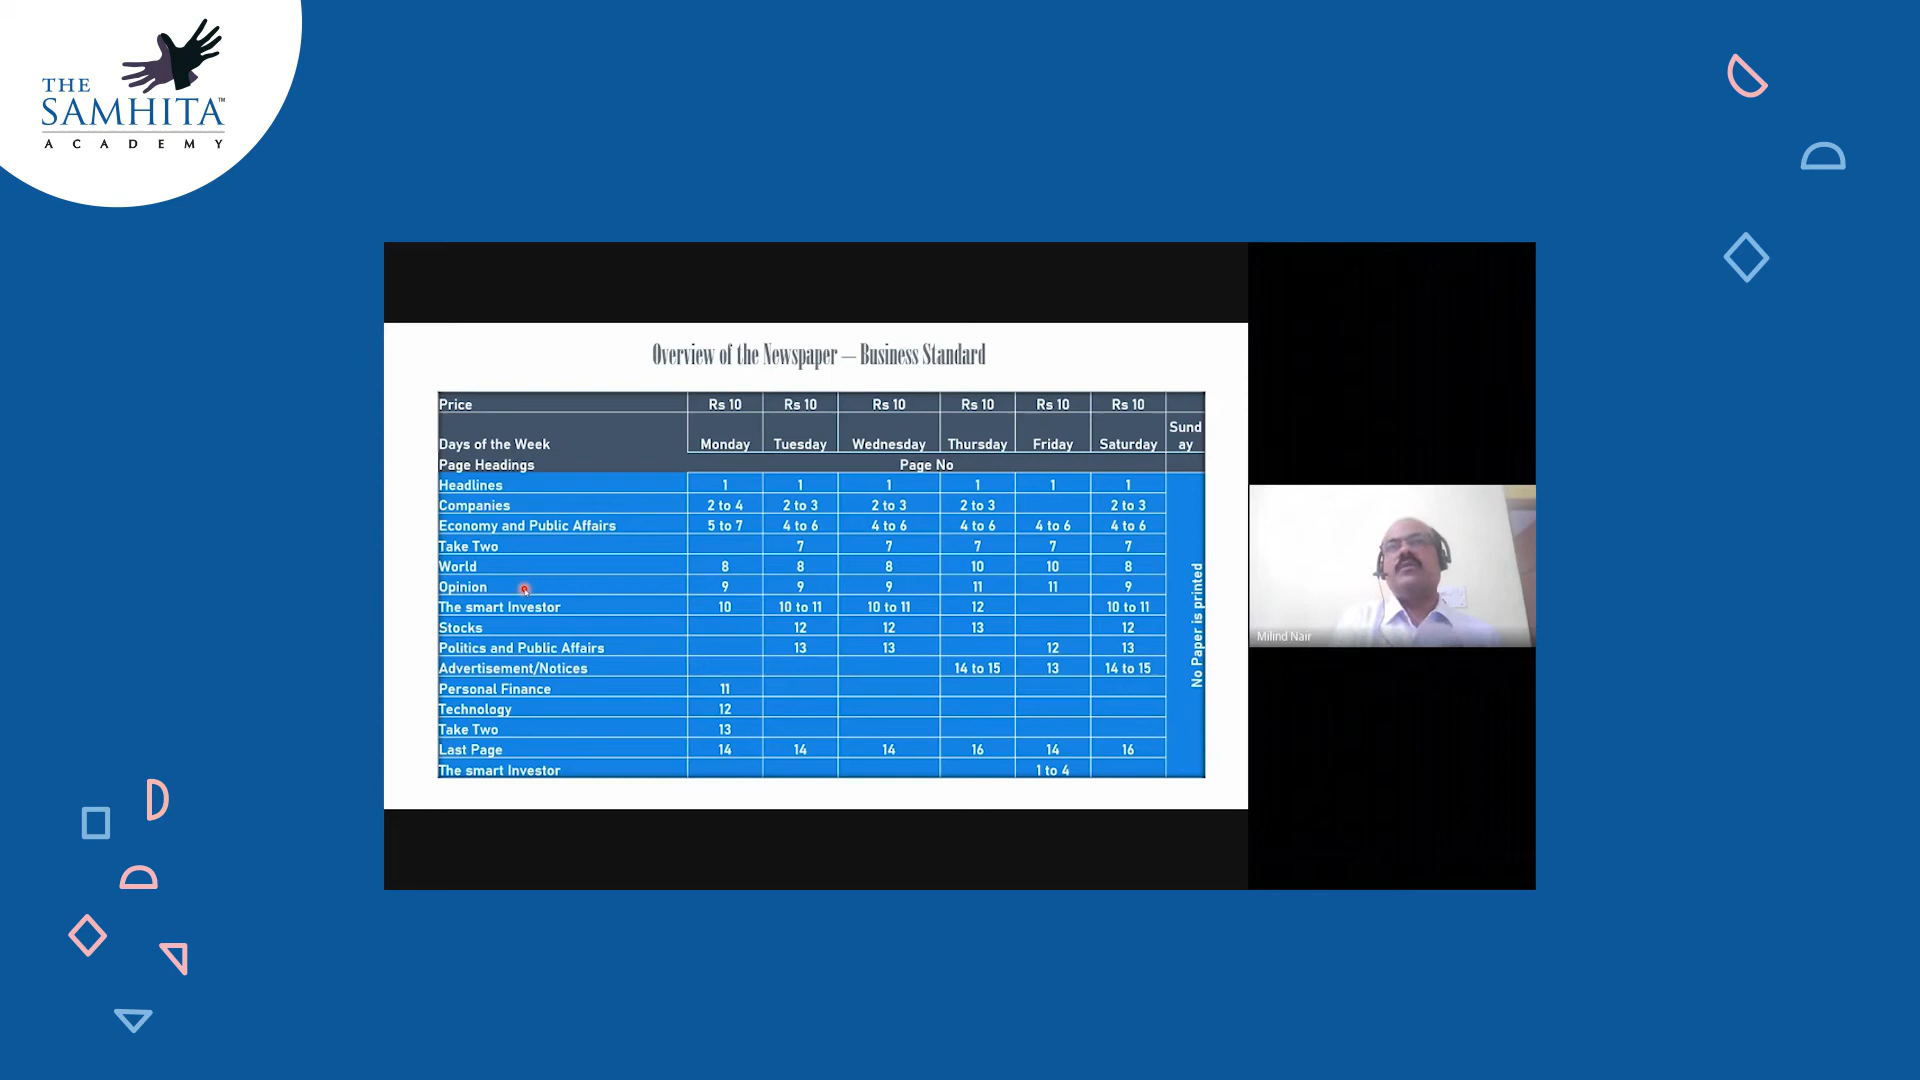 THE
SAMHITA™
ACADEMY
Overview of the Newspaper – Business Standard
Price Rs 10 Rs 10 Rs 10 Rs 10 Rs 10 Rs 10
Days of the Week Monday Tuesday Wednesday Thursday Friday Saturday Sund ay
Page Headings Page No
Headlines 1 1 1 1 1 1
Companies 2 to 4 2 to 3 2 to 3 2 to 3 2 to 3
Economy and Public Affairs 5 to 7 4 to 6 4 to 6 4 to 6 4 to 6 4 to 6
Take Two 7 7 7 7 7
World 8 8 8 10 10 8
Opinion 9 9 9 11 11 9
The smart Investor 10 10 to 11 10 to 11 12 10 to 11
Stocks 12 12 13 12
Politics and Public Affairs 13 13 12 13
Advertisement/Notices 14 to 15 13 14 to 15
Personal Finance 11
Technology 12
Take Two 13
Last Page 14 14 14 16 14 16
The smart Investor 1 to 4
No Paper is printed
Milind Nair